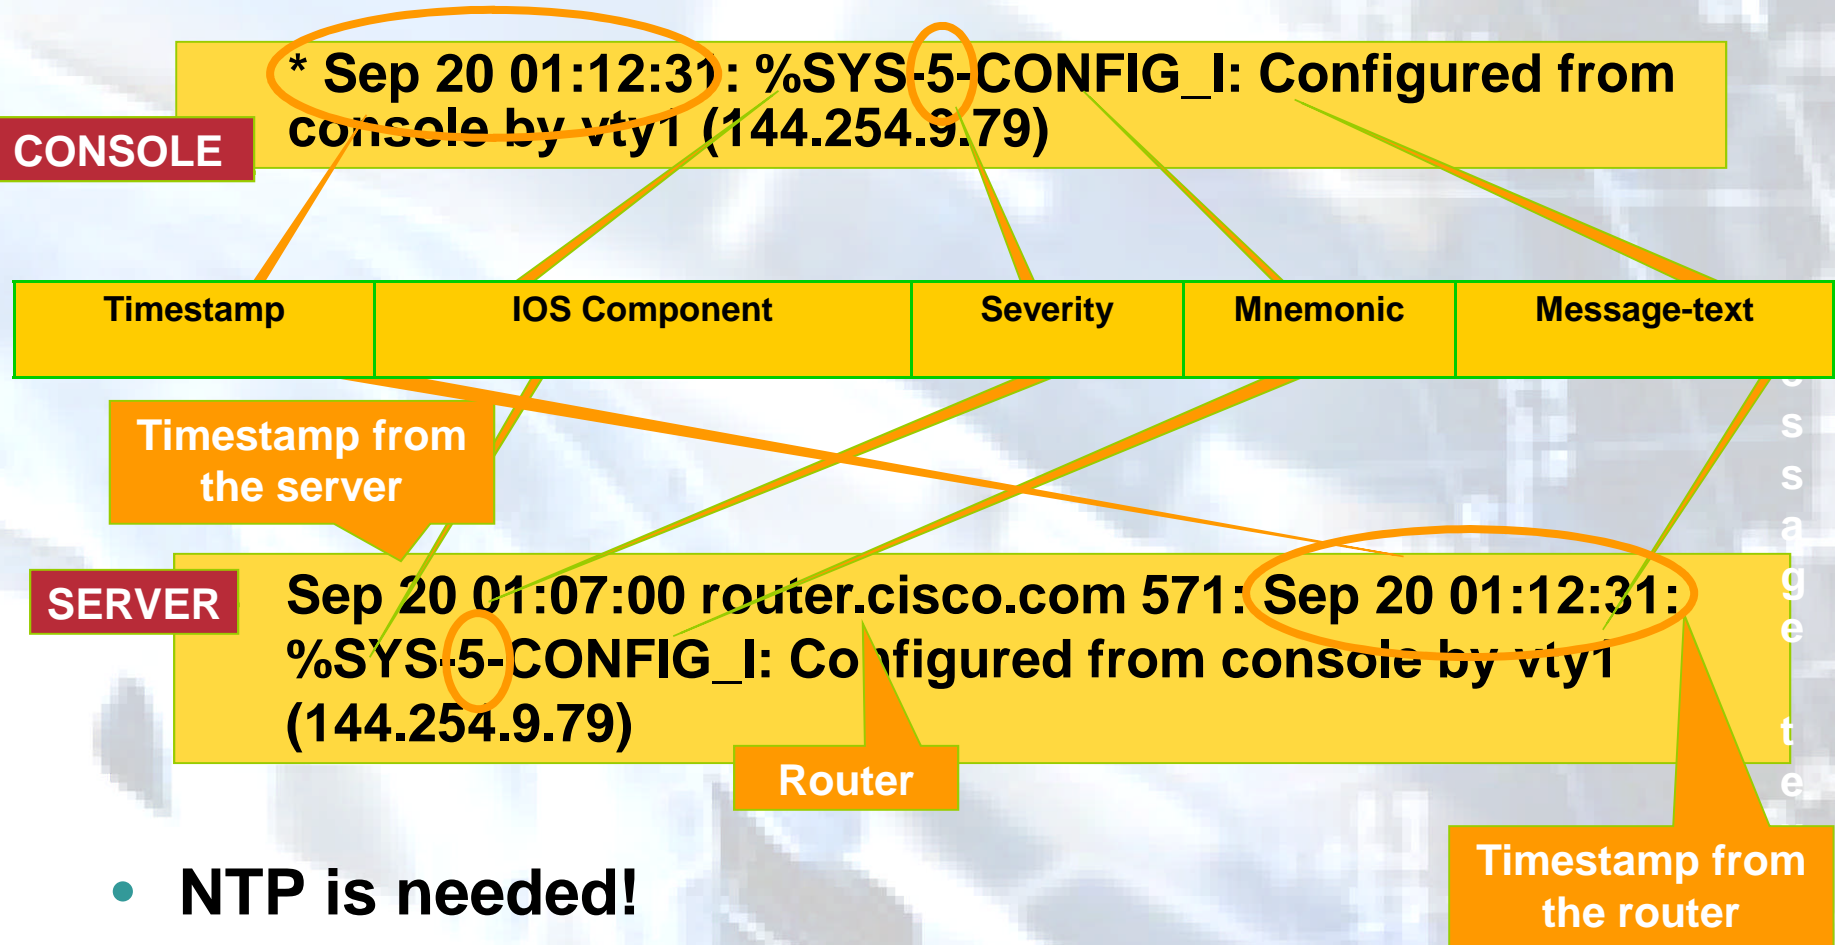 * Sep 20 01:12:31: %SYS-5-CONFIG_I: Configured from
console by vty1 (144.254.9.79)
CONSOLE
Timestamp
IOS Component
Severity
Mnemonic
Message-text
Timestamp from
the server
SERVER
Sep 20 01:07:00 router.cisco.com 571: Sep 20 01:12:31:
%SYS-5-CONFIG_I: Configured from console by vty1
(144.254.9.79)
Router
Timestamp from
the router
• NTP is needed!